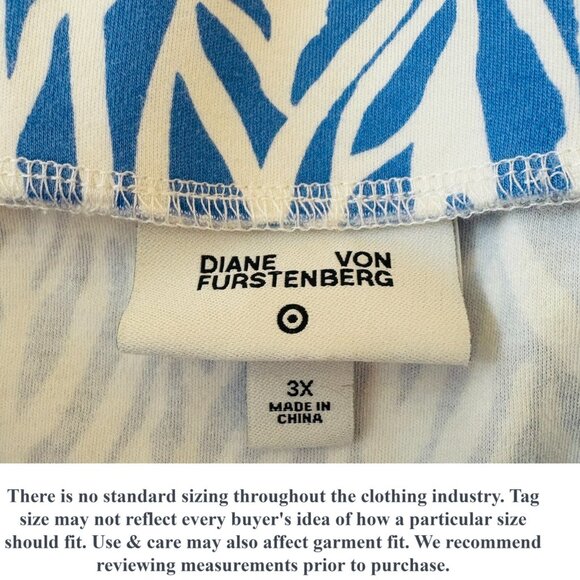 DIANE VON
FURSTENBERG
3X
MADE IN
CHINA
There is no standard sizing throughout the clothing industry. Tag
size may not reflect every buyer's idea of how a particular size
should fit. Use & care may also affect garment fit. We recommend
reviewing measurements prior to purchase.